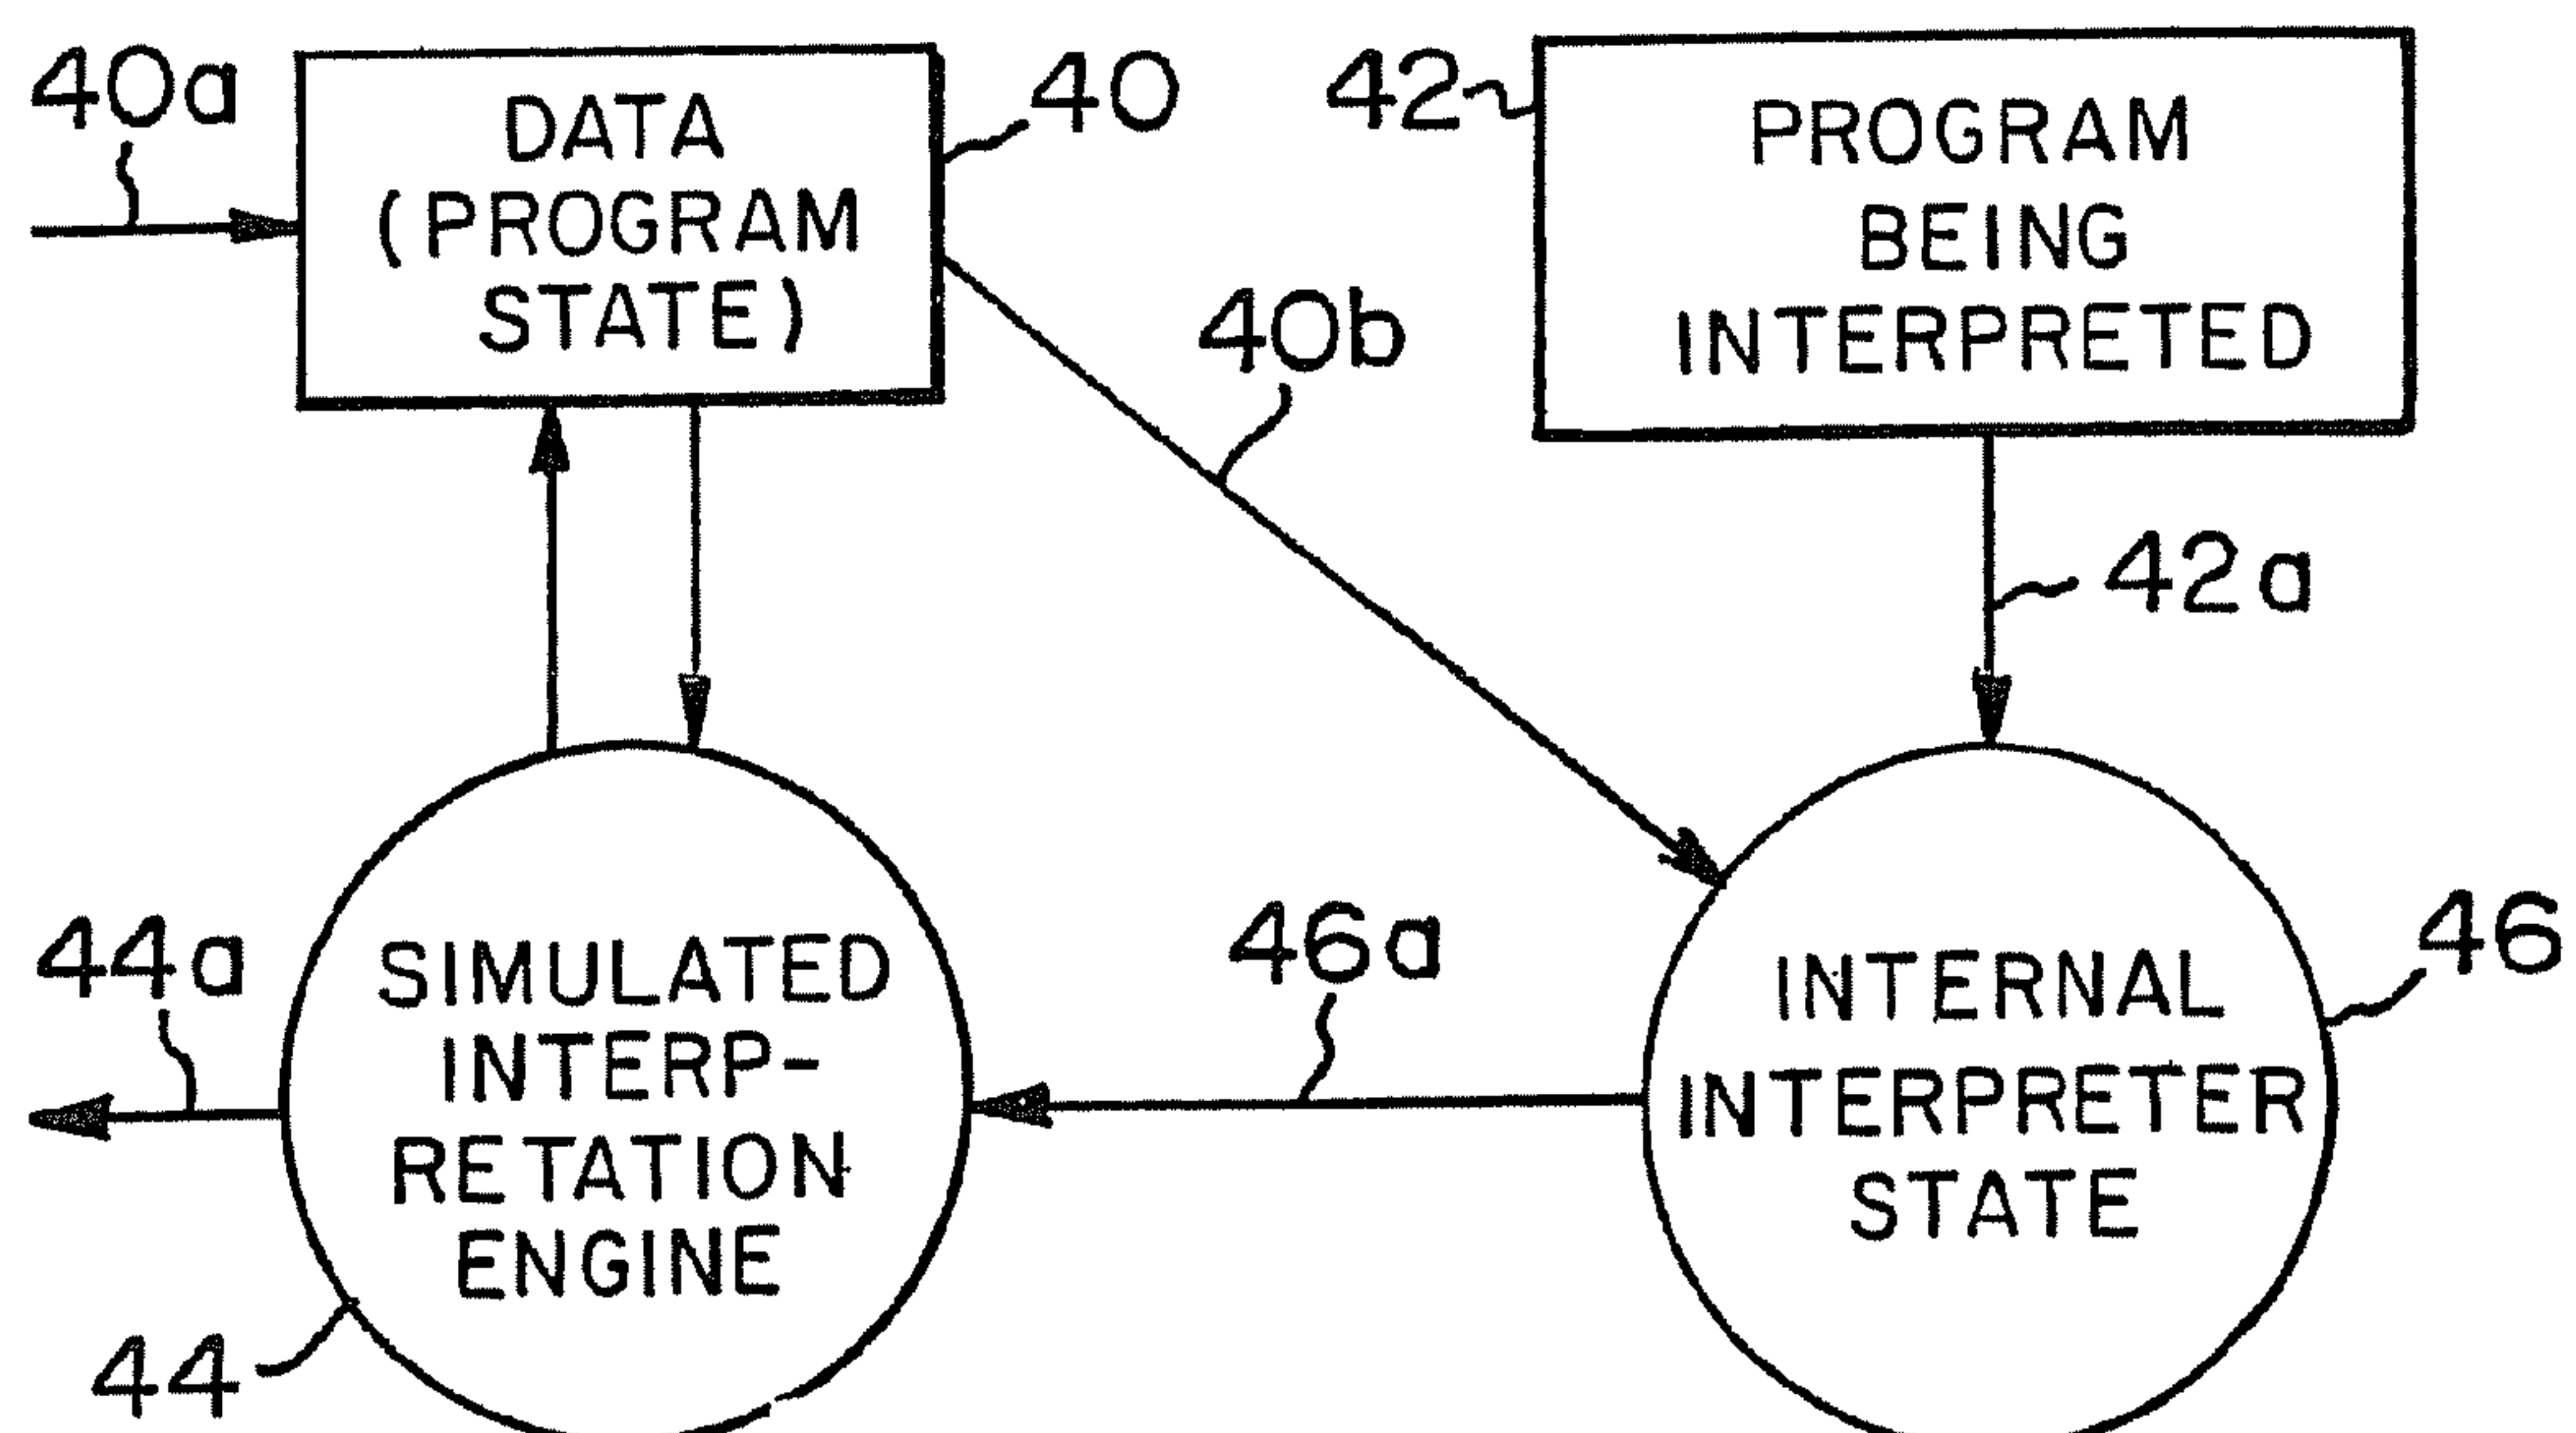 40a
DATA
(PROGRAM
STATE)
40
42
PROGRAM
BEING
INTERPRETED
40b
42a
44a
SIMULATED
INTERP-
RETATION
ENGINE
44
46a
INTERNAL
INTERPRETER
STATE
46